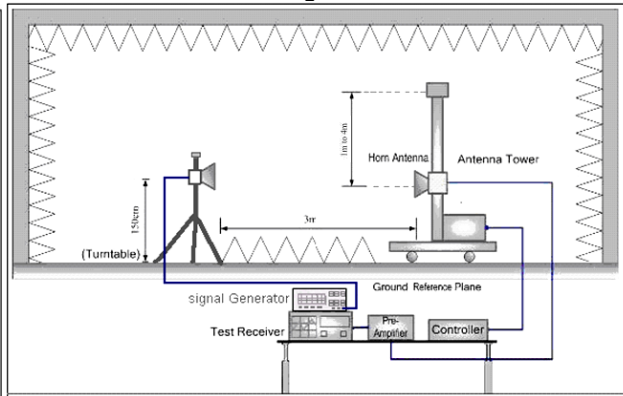 1m to 4m
Horn Antenna
Antenna Tower
150cm
3m
(Turntable)
Ground Reference Plane
signal Generator
Test Receiver
Pre-
Amplifier
Controller